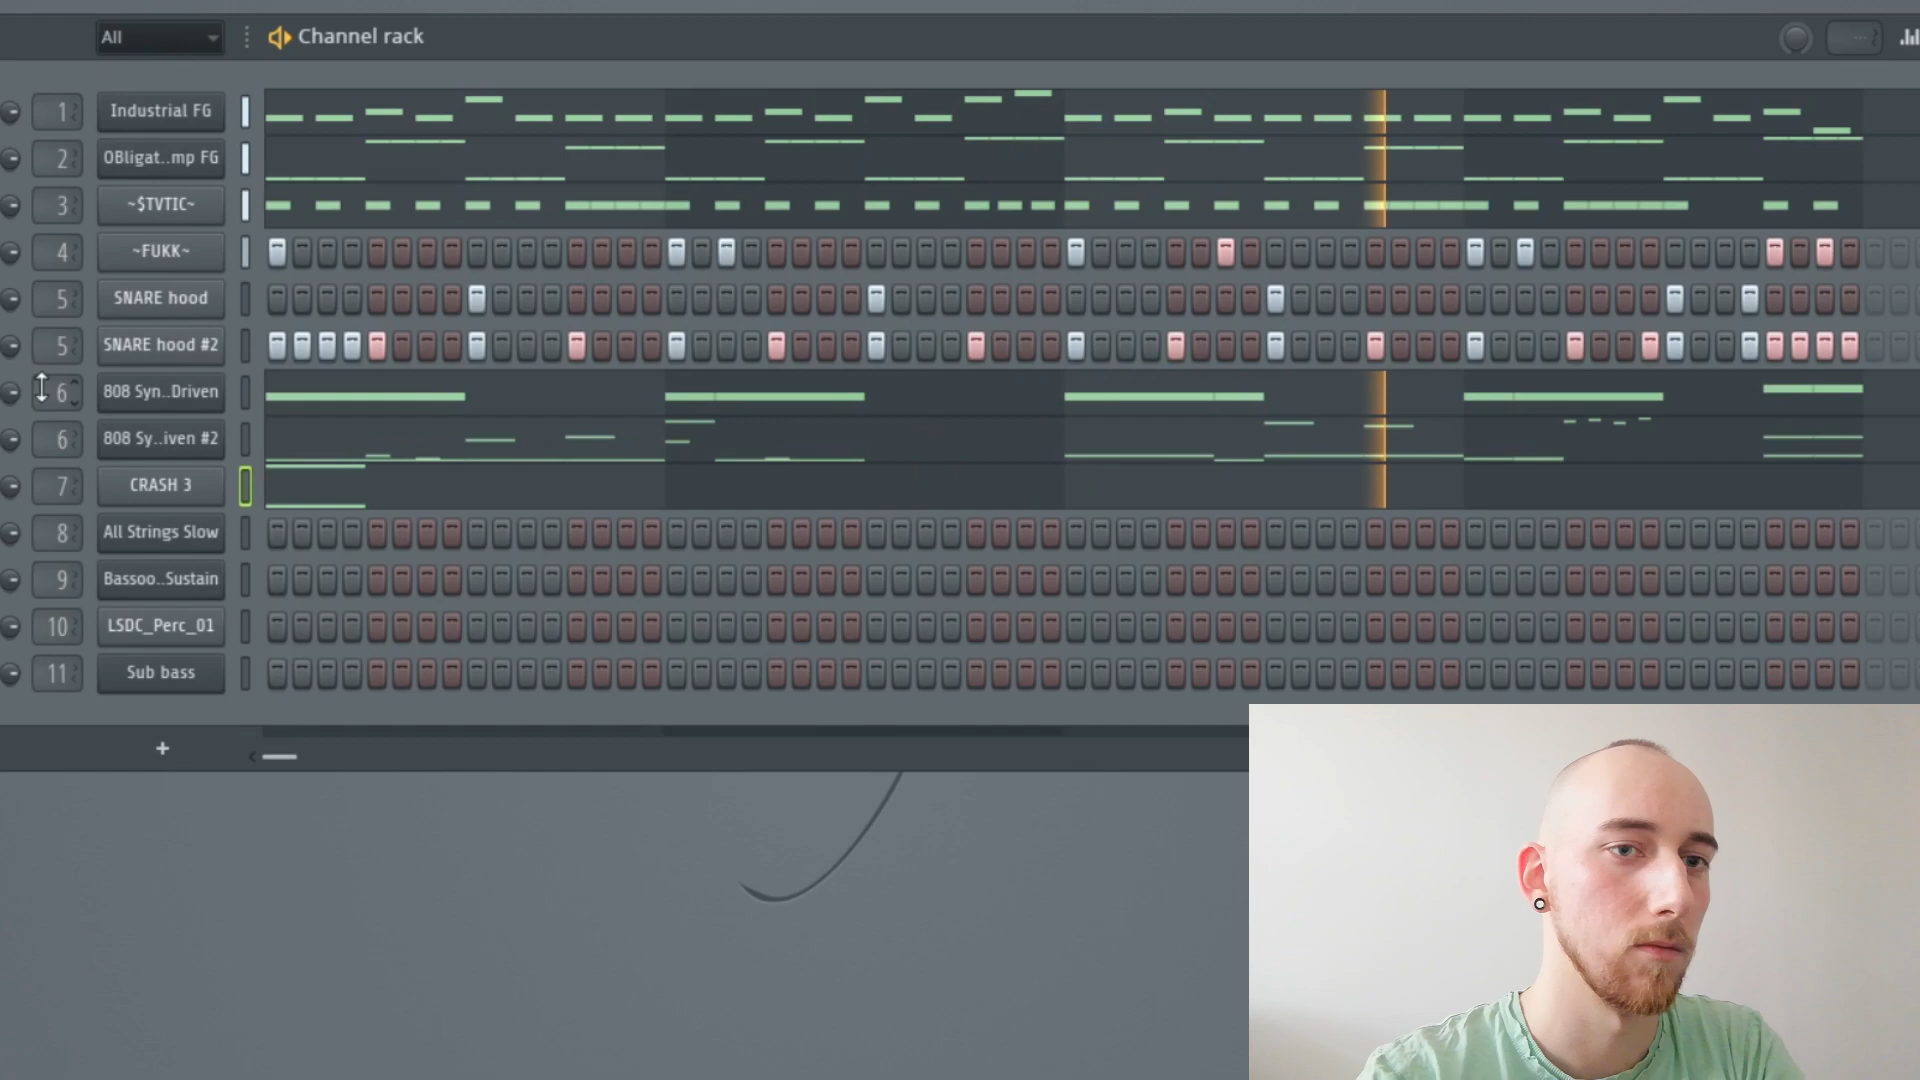 All
Channel rack
1 Industrial FG
2 OBligat..mp FG
3 ~$TVTIC~
4 ~FUKK~
5 SNARE hood
5 SNARE hood #2
6 808 Syn..Driven
6 808 Sy..iven #2
7 CRASH 3
8 All Strings Slow
9 Bassoo..Sustain
10 LSDC_Perc_01
11 Sub bass
+